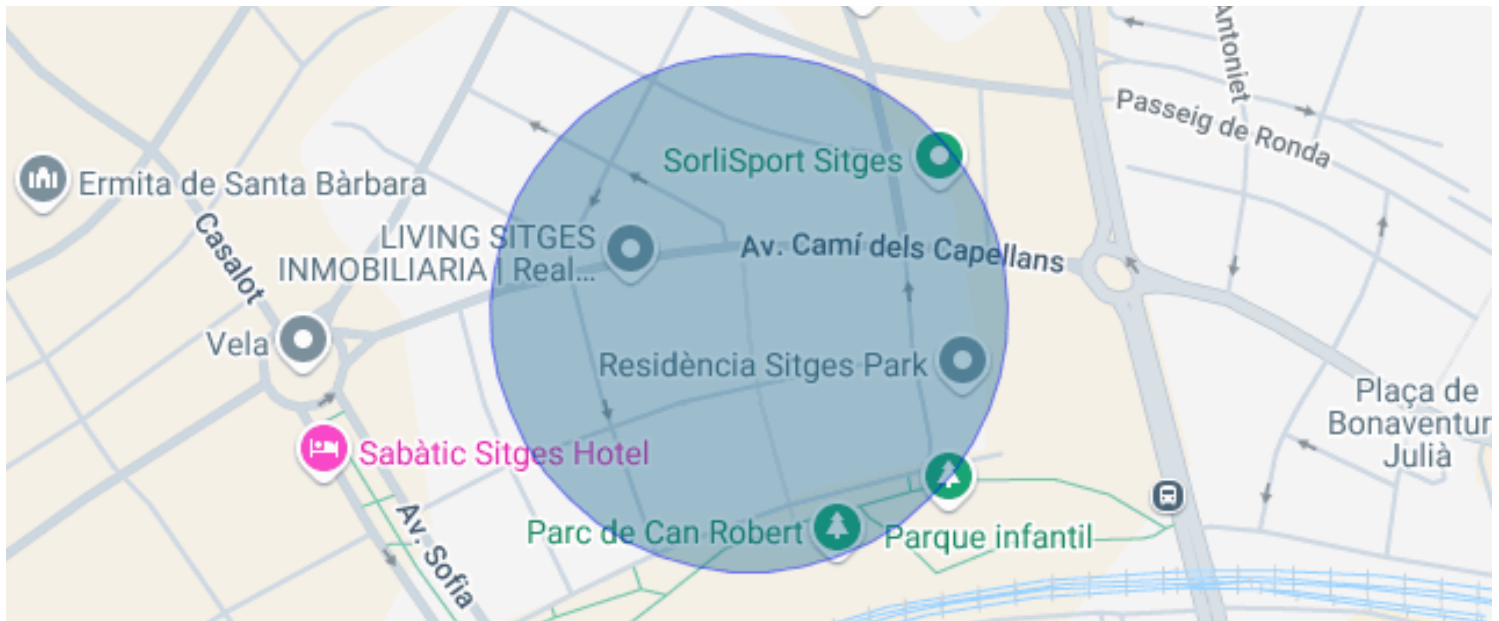 Antoniet
Passeig de Ronda
SorliSport Sitges
Ermita de Santa Bàrbara
Casalot
LIVING SITGES
INMOBILIARIA | Real...
Av. Camí dels Capellans
Vela
Residència Sitges Park
Plaça de
Bonaventur
Julià
Sabàtic Sitges Hotel
Av. Sofia
Parc de Can Robert
Parque infantil